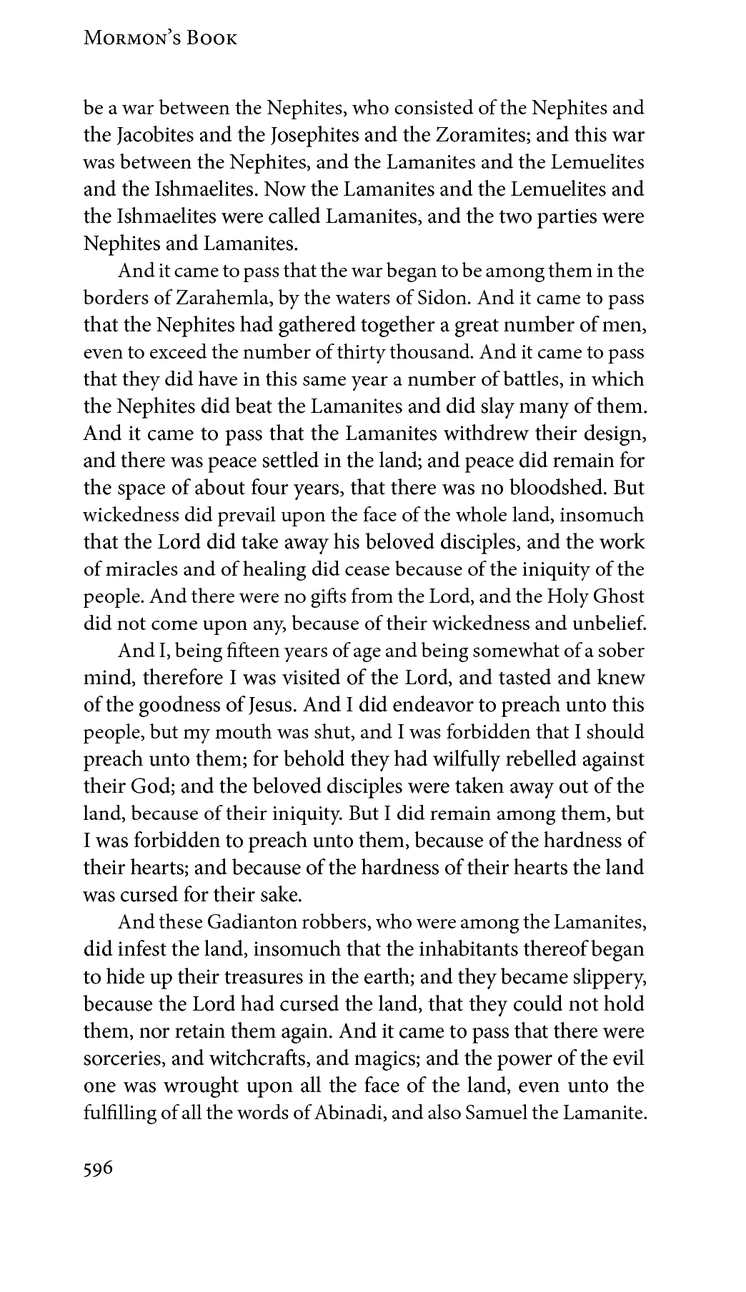 Mormon’s Book
be a war between the Nephites, who consisted of the Nephites and
the Jacobites and the Josephites and the Zoramites; and this war
was between the Nephites, and the Lamanites and the Lemuelites
and the Ishmaelites. Now the Lamanites and the Lemuelites and
the Ishmaelites were called Lamanites, and the two parties were
Nephites and Lamanites.
And it came to pass that the war began to be among them in the
borders of Zarahemla, by the waters of Sidon. And it came to pass
that the Nephites had gathered together a great number of men,
even to exceed the number of thirty thousand. And it came to pass
that they did have in this same year a number of battles, in which
the Nephites did beat the Lamanites and did slay many of them.
And it came to pass that the Lamanites withdrew their design,
and there was peace settled in the land; and peace did remain for
the space of about four years, that there was no bloodshed. But
wickedness did prevail upon the face of the whole land, insomuch
that the Lord did take away his beloved disciples, and the work
of miracles and of healing did cease because of the iniquity of the
people. And there were no gifts from the Lord, and the Holy Ghost
did not come upon any, because of their wickedness and unbelief.
And I, being fifteen years of age and being somewhat of a sober
mind, therefore I was visited of the Lord, and tasted and knew
of the goodness of Jesus. And I did endeavor to preach unto this
people, but my mouth was shut, and I was forbidden that I should
preach unto them; for behold they had wilfully rebelled against
their God; and the beloved disciples were taken away out of the
land, because of their iniquity. But I did remain among them, but
I was forbidden to preach unto them, because of the hardness of
their hearts; and because of the hardness of their hearts the land
was cursed for their sake.
And these Gadianton robbers, who were among the Lamanites,
did infest the land, insomuch that the inhabitants thereof began
to hide up their treasures in the earth; and they became slippery,
because the Lord had cursed the land, that they could not hold
them, nor retain them again. And it came to pass that there were
sorceries, and witchcrafts, and magics; and the power of the evil
one was wrought upon all the face of the land, even unto the
fulfilling of all the words of Abinadi, and also Samuel the Lamanite.
596